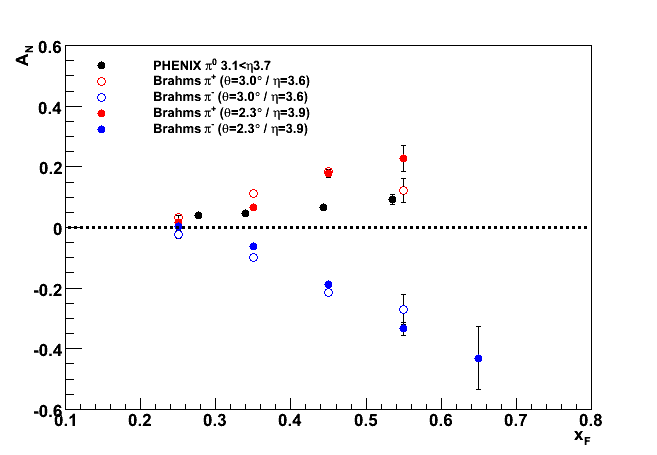 A_N
0.6
0.4
0.2
0
-0.2
-0.4
-0.6
PHENIX π⁰ 3.1<η3.7
Brahms π⁺ (θ=3.0° / η=3.6)
Brahms π⁻ (θ=3.0° / η=3.6)
Brahms π⁺ (θ=2.3° / η=3.9)
Brahms π⁻ (θ=2.3° / η=3.9)
0.1 0.2 0.3 0.4 0.5 0.6 0.7 0.8
x_F